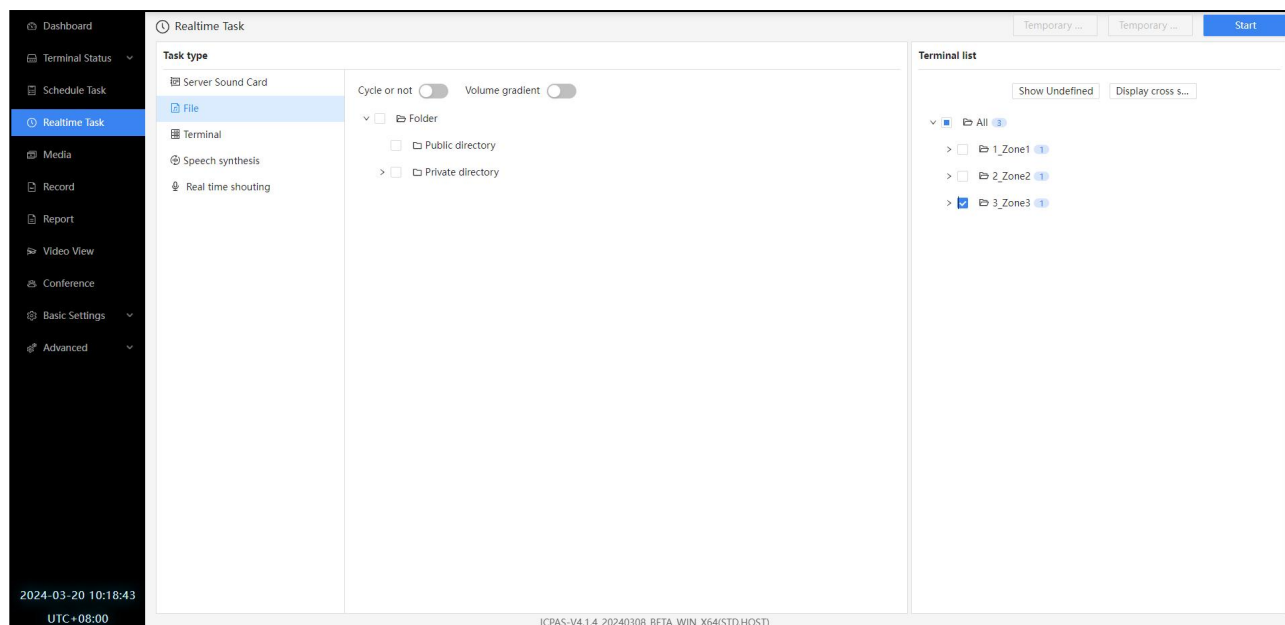 Dashboard
Terminal Status
Schedule Task
Realtime Task
Media
Record
Report
Video View
Conference
Basic Settings
Advanced
2024-03-20 10:18:43
UTC+08:00
Realtime Task
Temporary ...
Temporary ...
Start
Task type
Server Sound Card
File
Terminal
Speech synthesis
Real time shouting
Cycle or not
Volume gradient
Folder
Public directory
Private directory
Terminal list
Show Undefined
Display cross s...
All 3
1_Zone1 1
2_Zone2 1
3_Zone3 1
ICPAS-V4.1.4_20240308_BETA_WIN_X64(STD.HOST)